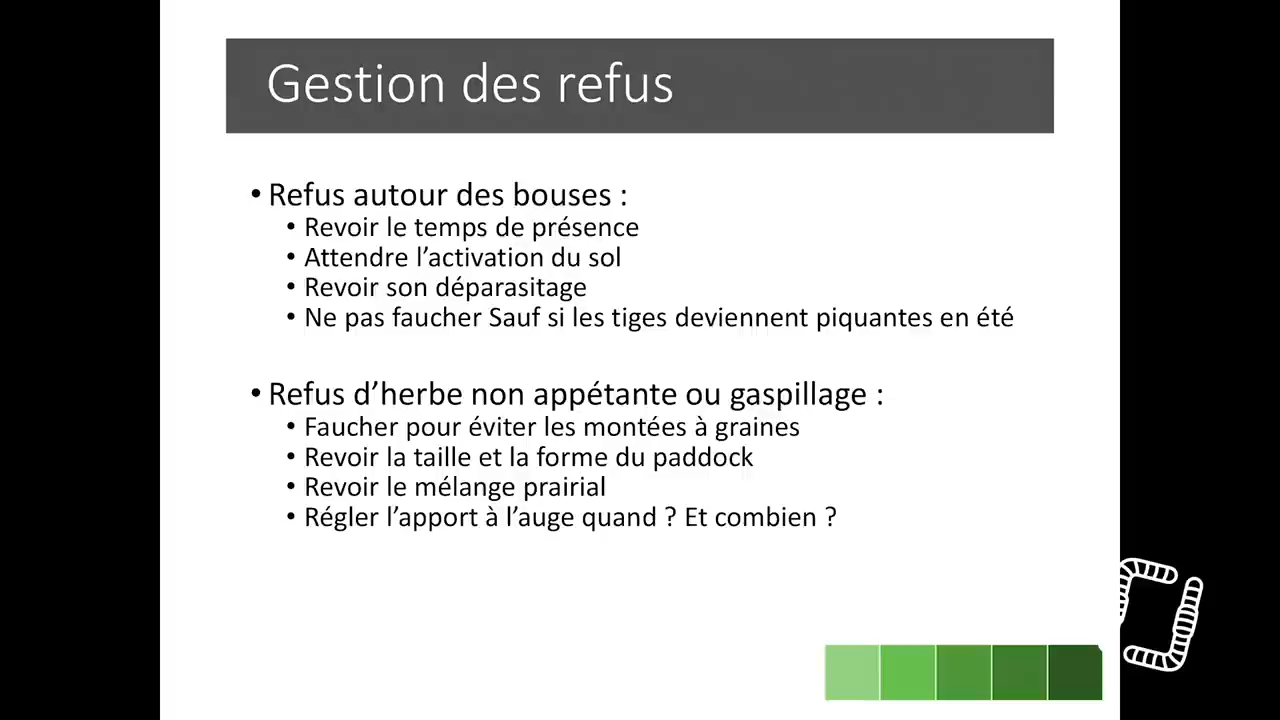 Gestion des refus
• Refus autour des bouses :
• Revoir le temps de présence
• Attendre l’activation du sol
• Revoir son déparasitage
• Ne pas faucher Sauf si les tiges deviennent piquantes en été
• Refus d’herbe non appétante ou gaspillage :
• Faucher pour éviter les montées à graines
• Revoir la taille et la forme du paddock
• Revoir le mélange prairial
• Régler l’apport à l’auge quand ? Et combien ?